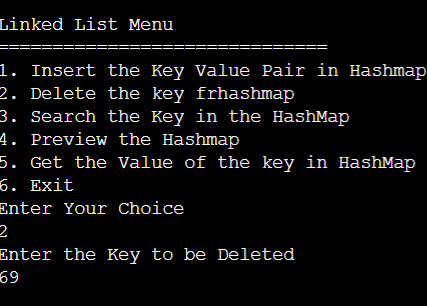 Linked List Menu
==============================
1. Insert the Key Value Pair in Hashmap
2. Delete the key frhashmap
3. Search the Key in the HashMap
4. Preview the Hashmap
5. Get the Value of the key in HashMap
6. Exit
Enter Your Choice
2
Enter the Key to be Deleted
69